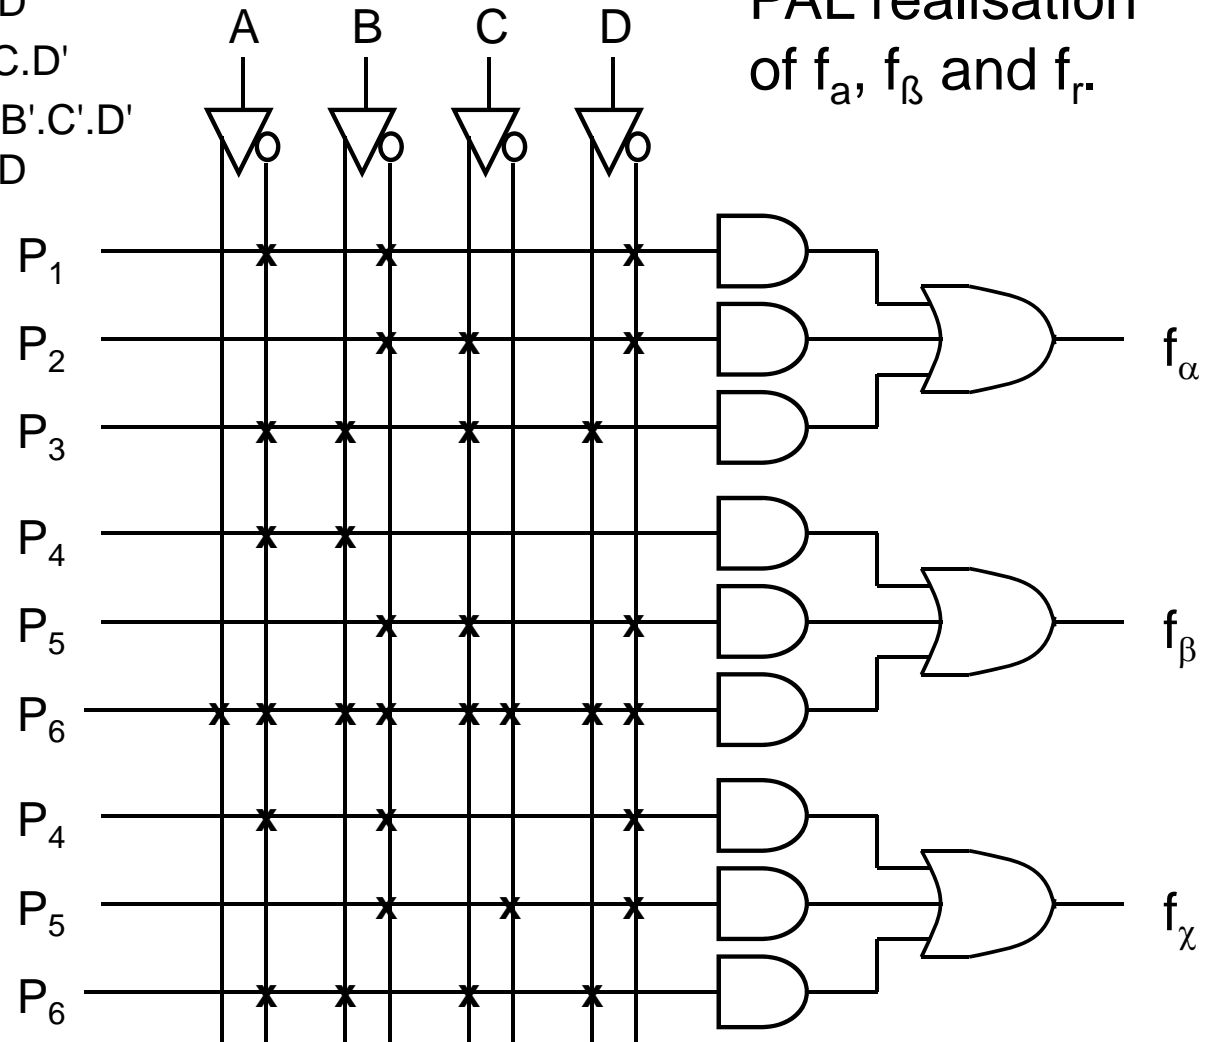 D
C.D'
B'.C'.D'
D
PAL realisation
of fa, fß and fr.
A B C D
P1
P2
P3
P4
P5
P6
P4
P5
P6
x x x
x x x
x x x x
x x
x x x
x x x x x x x x
x x x
x x x
x x x x
fα
fβ
fχ